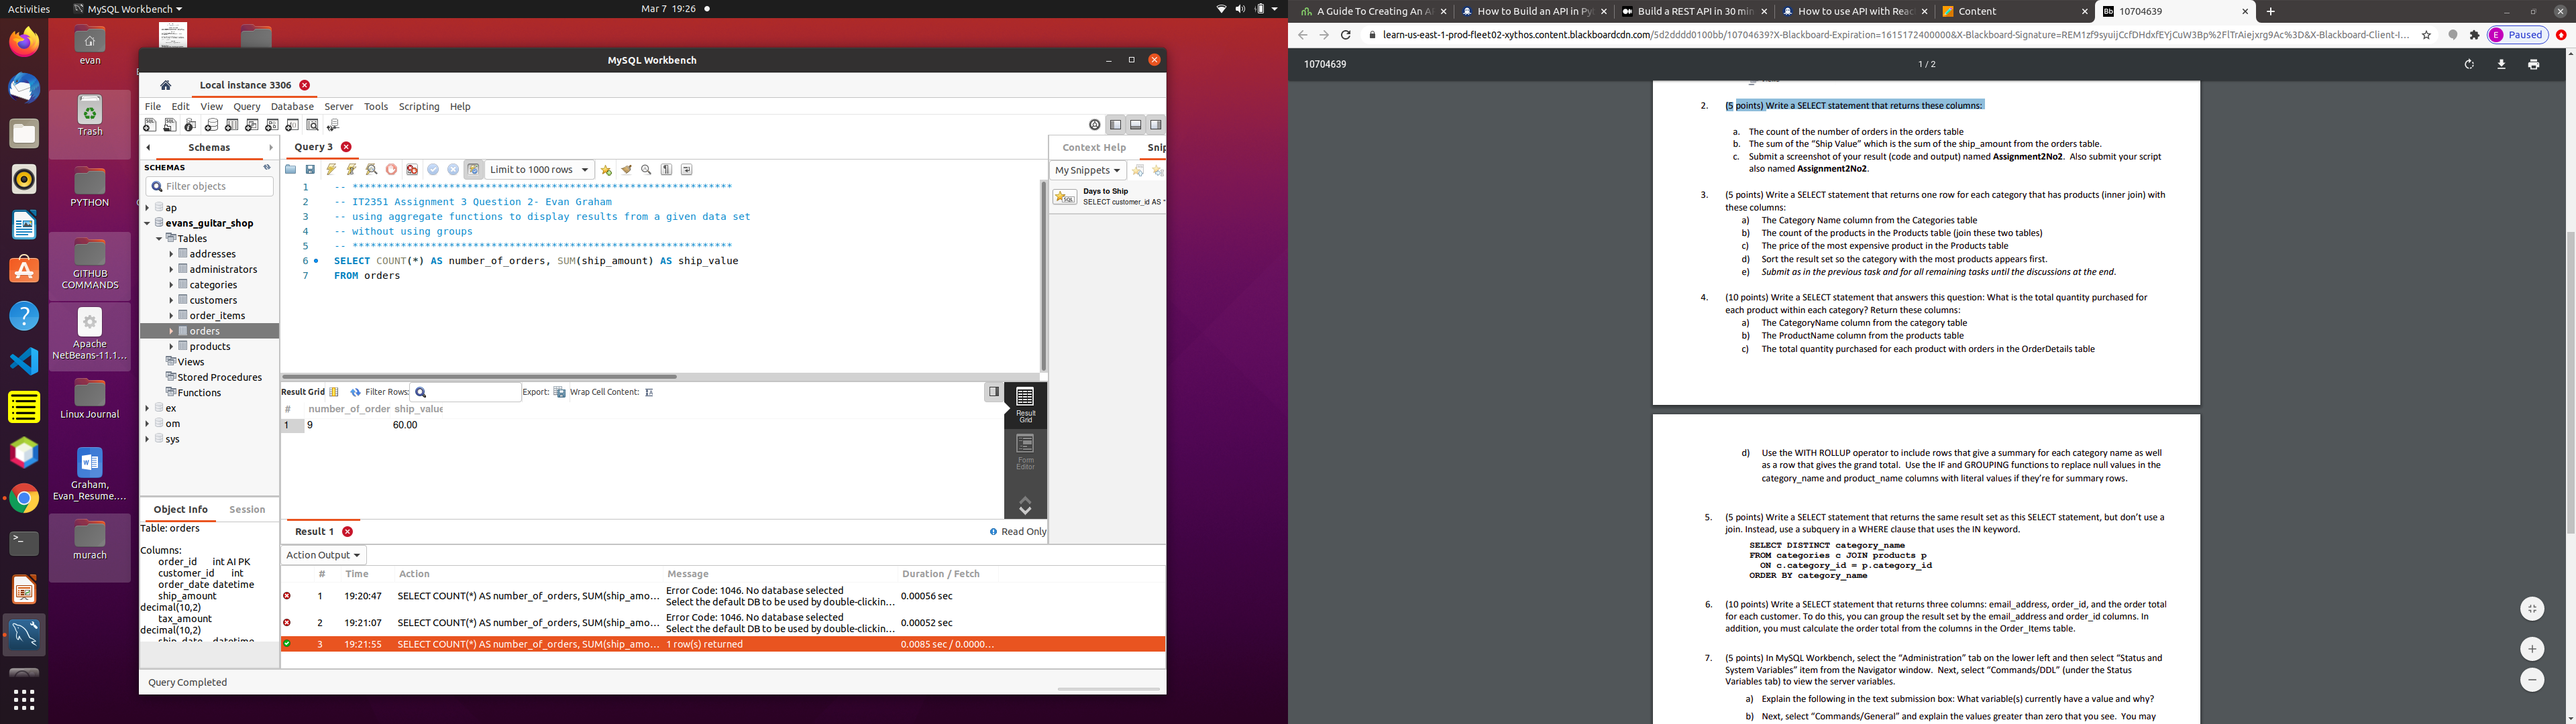 Activities
MySQL Workbench
Mar 7 19:26
evan
Trash
PYTHON
GITHUB
COMMANDS
Apache
NetBeans-11.1...
Linux Journal
Graham,
Evan_Resume....
murach
MySQL Workbench
Local instance 3306
File Edit View Query Database Server Tools Scripting Help
Schemas
SCHEMAS
Filter objects
ap
evans_guitar_shop
Tables
addresses
administrators
categories
customers
order_items
orders
products
Views
Stored Procedures
Functions
ex
om
sys
Object Info Session
Table: orders
Columns:
order_id int AI PK
customer_id int
order_date datetime
ship_amount
decimal(10,2)
tax_amount
decimal(10,2)
ship_date datetime
Query Completed
Query 3
Limit to 1000 rows
1 -- ***************************************************************
2 -- IT2351 Assignment 3 Question 2- Evan Graham
3 -- using aggregate functions to display results from a given data set
4 -- without using groups
5 -- ***************************************************************
6 SELECT COUNT(*) AS number_of_orders, SUM(ship_amount) AS ship_value
7 FROM orders
Context Help Snip
My Snippets
Days to Ship
SELECT customer_id AS "
Result Grid Filter Rows: Export: Wrap Cell Content:
# number_of_order ship_value
1 9 60.00
Result
Grid
Form
Editor
Result 1
Read Only
Action Output
# Time Action Message Duration / Fetch
1 19:20:47 SELECT COUNT(*) AS number_of_orders, SUM(ship_amo... Error Code: 1046. No database selected
Select the default DB to be used by double-clickin... 0.00056 sec
2 19:21:07 SELECT COUNT(*) AS number_of_orders, SUM(ship_amo... Error Code: 1046. No database selected
Select the default DB to be used by double-clickin... 0.00052 sec
3 19:21:55 SELECT COUNT(*) AS number_of_orders, SUM(ship_amo... 1 row(s) returned 0.0085 sec / 0.0000...
A Guide To Creating An A
How to Build an API in Py
Build a REST API in 30 min
How to use API with Reac
Content
Bb 10704639
learn-us-east-1-prod-fleet02-xythos.content.blackboardcdn.com/5d2dddd0100bb/10704639?X-Blackboard-Expiration=1615172400000&X-Blackboard-Signature=REM1zf9syuijCcfDHdxfEYjCuW3Bp%2FlTrAiejxrg9Ac%3D&X-Blackboard-Client-I...
E Paused
10704639
1 / 2
2. (5 points) Write a SELECT statement that returns these columns:
a. The count of the number of orders in the orders table
b. The sum of the “Ship Value” which is the sum of the ship_amount from the orders table.
c. Submit a screenshot of your result (code and output) named Assignment2No2. Also submit your script
also named Assignment2No2.
3. (5 points) Write a SELECT statement that returns one row for each category that has products (inner join) with
these columns:
a) The Category Name column from the Categories table
b) The count of the products in the Products table (join these two tables)
c) The price of the most expensive product in the Products table
d) Sort the result set so the category with the most products appears first.
e) Submit as in the previous task and for all remaining tasks until the discussions at the end.
4. (10 points) Write a SELECT statement that answers this question: What is the total quantity purchased for
each product within each category? Return these columns:
a) The CategoryName column from the category table
b) The ProductName column from the products table
c) The total quantity purchased for each product with orders in the OrderDetails table
d) Use the WITH ROLLUP operator to include rows that give a summary for each category name as well
as a row that gives the grand total. Use the IF and GROUPING functions to replace null values in the
category_name and product_name columns with literal values if they’re for summary rows.
5. (5 points) Write a SELECT statement that returns the same result set as this SELECT statement, but don’t use a
join. Instead, use a subquery in a WHERE clause that uses the IN keyword.
SELECT DISTINCT category_name
FROM categories c JOIN products p
ON c.category_id = p.category_id
ORDER BY category_name
6. (10 points) Write a SELECT statement that returns three columns: email_address, order_id, and the order total
for each customer. To do this, you can group the result set by the email_address and order_id columns. In
addition, you must calculate the order total from the columns in the Order_Items table.
7. (5 points) In MySQL Workbench, select the “Administration” tab on the lower left and then select “Status and
System Variables” item from the Navigator window. Next, select “Commands/DDL” (under the Status
Variables tab) to view the server variables.
a) Explain the following in the text submission box: What variable(s) currently have a value and why?
b) Next, select “Commands/General” and explain the values greater than zero that you see. You may